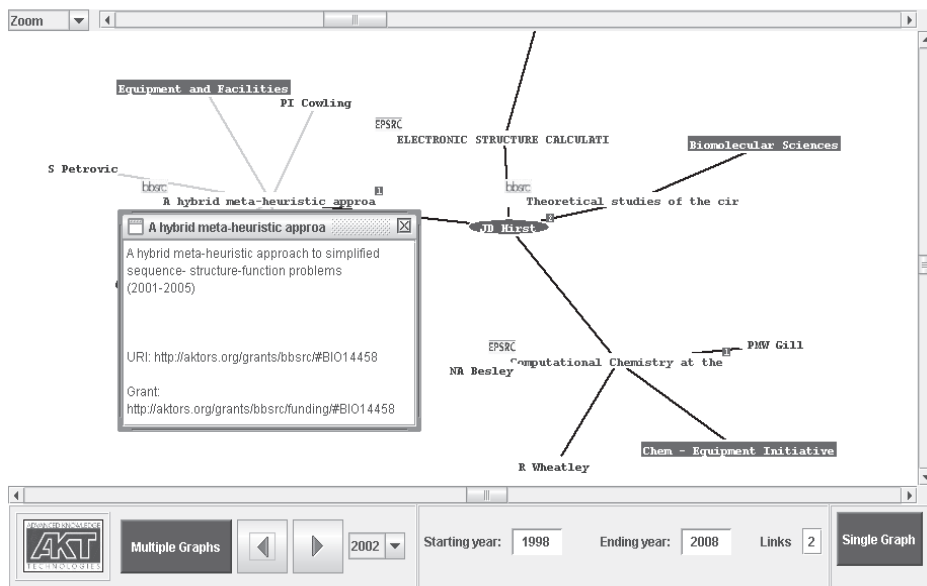 Zoom
Equipment and Facilities
PI Cowling
EPSRC
ELECTRONIC STRUCTURE CALCULATI
Biomolecular Sciences
S Petrovic
bbsrc
bbsrc
1
A hybrid meta-heuristic approa
Theoretical studies of the cir
2
JD Hirst
A hybrid meta-heuristic approa
A hybrid meta-heuristic approach to simplified
sequence- structure-function problems
(2001-2005)
URI: http://aktors.org/grants/bbsrc/#BIO14458
Grant:
http://aktors.org/grants/bbsrc/funding/#BIO14458
EPSRC
PMW Gill
Computational Chemistry at the
NA Besley
Chem - Equipment Initiative
R Wheatley
ADVANCED KNOWLEDGE
AKT
TECHNOLOGIES
Multiple Graphs
2002
Starting year: 1998
Ending year: 2008
Links 2
Single Graph